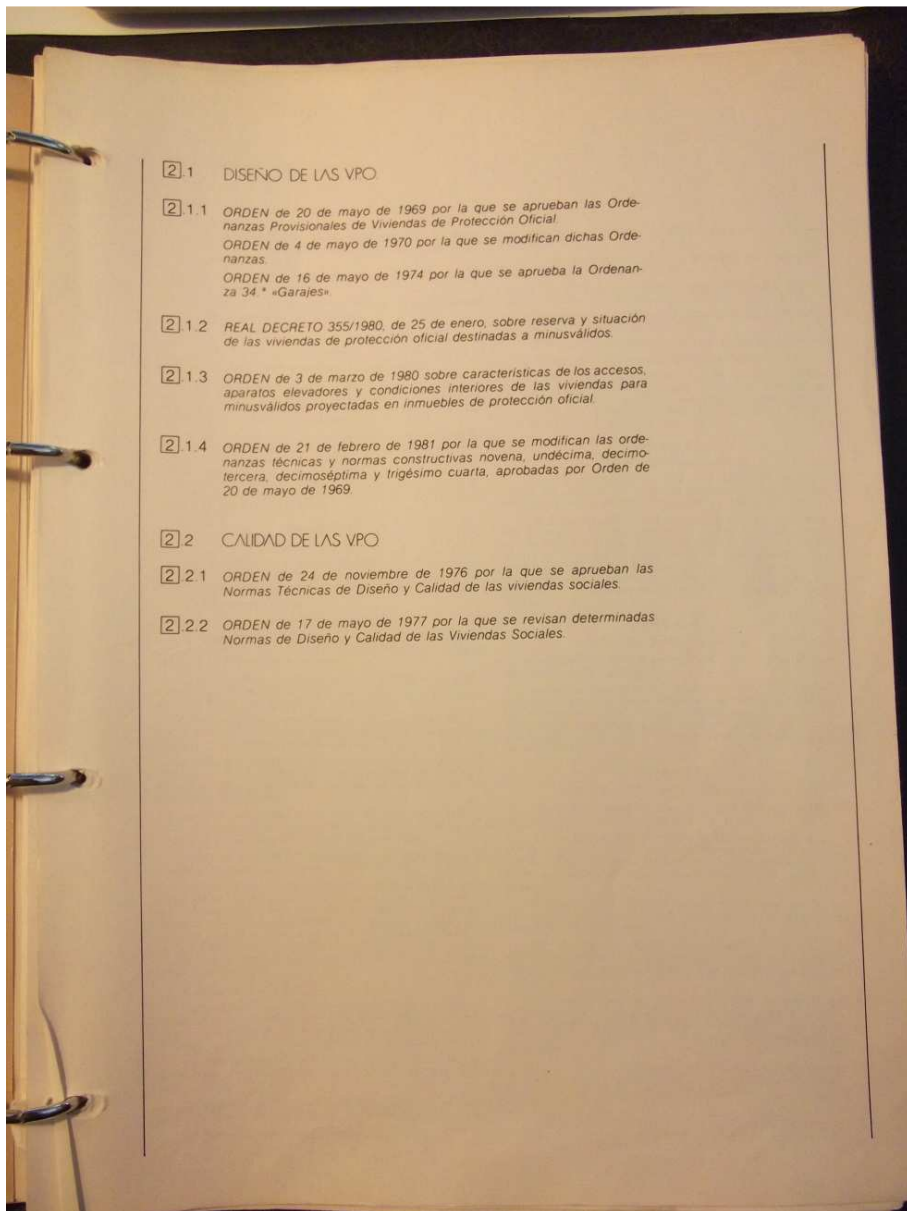 2.1 DISEÑO DE LAS VPO
2.1.1 ORDEN de 20 de mayo de 1969 por la que se aprueban las Orde-
nanzas Provisionales de Viviendas de Protección Oficial.
ORDEN de 4 de mayo de 1970 por la que se modifican dichas Orde-
nanzas.
ORDEN de 16 de mayo de 1974 por la que se aprueba la Ordenan-
za 34.ª «Garajes».
2.1.2 REAL DECRETO 355/1980, de 25 de enero, sobre reserva y situación
de las viviendas de protección oficial destinadas a minusválidos.
2.1.3 ORDEN de 3 de marzo de 1980 sobre características de los accesos,
aparatos elevadores y condiciones interiores de las viviendas para
minusválidos proyectadas en inmuebles de protección oficial.
2.1.4 ORDEN de 21 de febrero de 1981 por la que se modifican las orde-
nanzas técnicas y normas constructivas novena, undécima, decimo-
tercera, decimoséptima y trigésimo cuarta, aprobadas por Orden de
20 de mayo de 1969.
2.2 CALIDAD DE LAS VPO
2.2.1 ORDEN de 24 de noviembre de 1976 por la que se aprueban las
Normas Técnicas de Diseño y Calidad de las viviendas sociales.
2.2.2 ORDEN de 17 de mayo de 1977 por la que se revisan determinadas
Normas de Diseño y Calidad de las Viviendas Sociales.